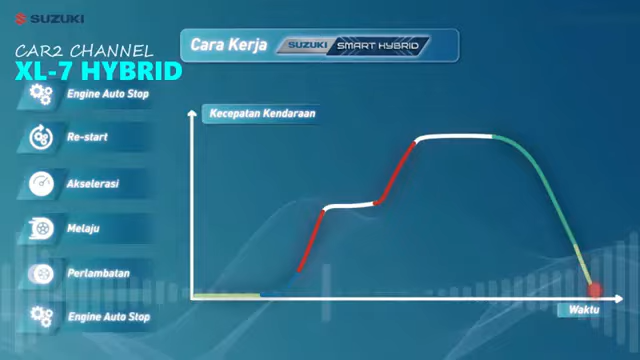 SUZUKI
CAR2 CHANNEL
XL-7 HYBRID
Cara Kerja SUZUKI SMART HYBRID
Engine Auto Stop
Re-start
Akselerasi
Melaju
Perlambatan
Engine Auto Stop
Kecepatan Kendaraan
Waktu